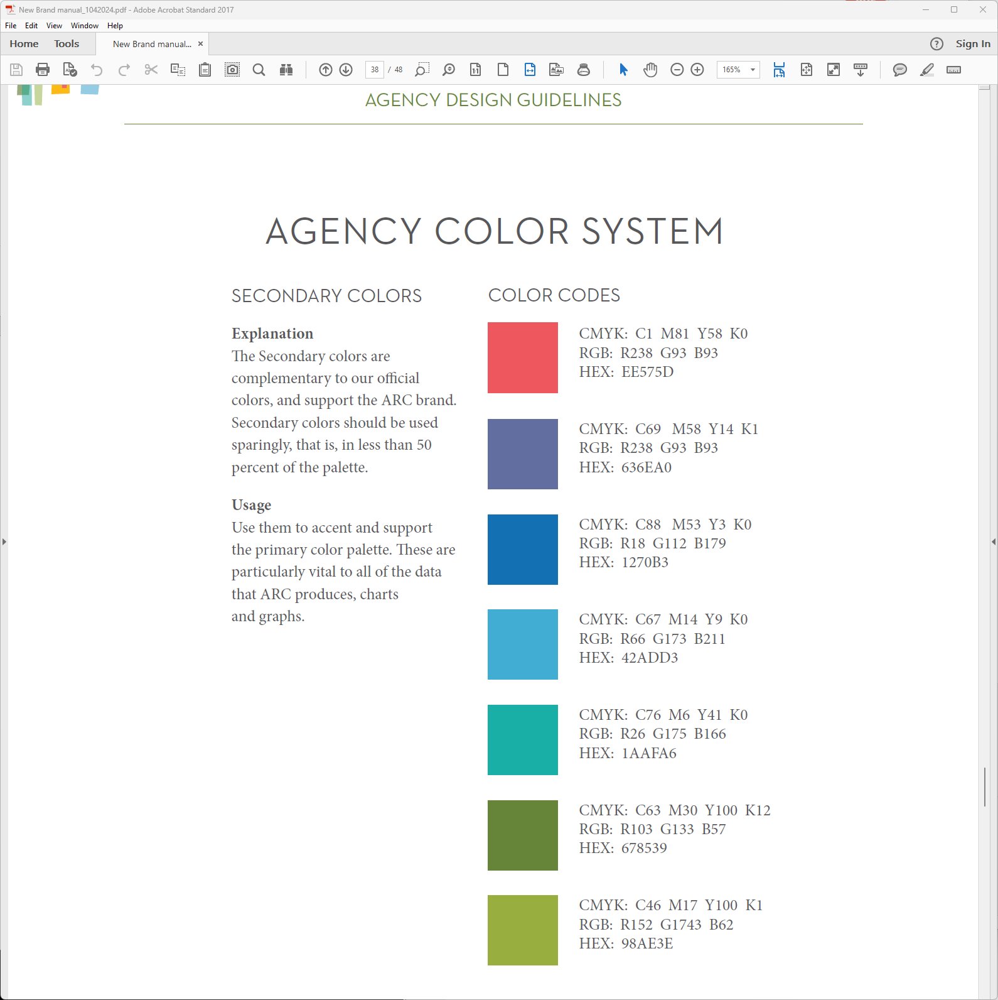 New Brand manual_1042024.pdf - Adobe Acrobat Standard 2017
File Edit View Window Help
Home Tools New Brand manual... × Sign In
38 / 48 165%
AGENCY DESIGN GUIDELINES
AGENCY COLOR SYSTEM
SECONDARY COLORS
Explanation
The Secondary colors are
complementary to our official
colors, and support the ARC brand.
Secondary colors should be used
sparingly, that is, in less than 50
percent of the palette.
Usage
Use them to accent and support
the primary color palette. These are
particularly vital to all of the data
that ARC produces, charts
and graphs.
COLOR CODES
CMYK: C1 M81 Y58 K0
RGB: R238 G93 B93
HEX: EE575D
CMYK: C69 M58 Y14 K1
RGB: R238 G93 B93
HEX: 636EA0
CMYK: C88 M53 Y3 K0
RGB: R18 G112 B179
HEX: 1270B3
CMYK: C67 M14 Y9 K0
RGB: R66 G173 B211
HEX: 42ADD3
CMYK: C76 M6 Y41 K0
RGB: R26 G175 B166
HEX: 1AAFA6
CMYK: C63 M30 Y100 K12
RGB: R103 G133 B57
HEX: 678539
CMYK: C46 M17 Y100 K1
RGB: R152 G1743 B62
HEX: 98AE3E